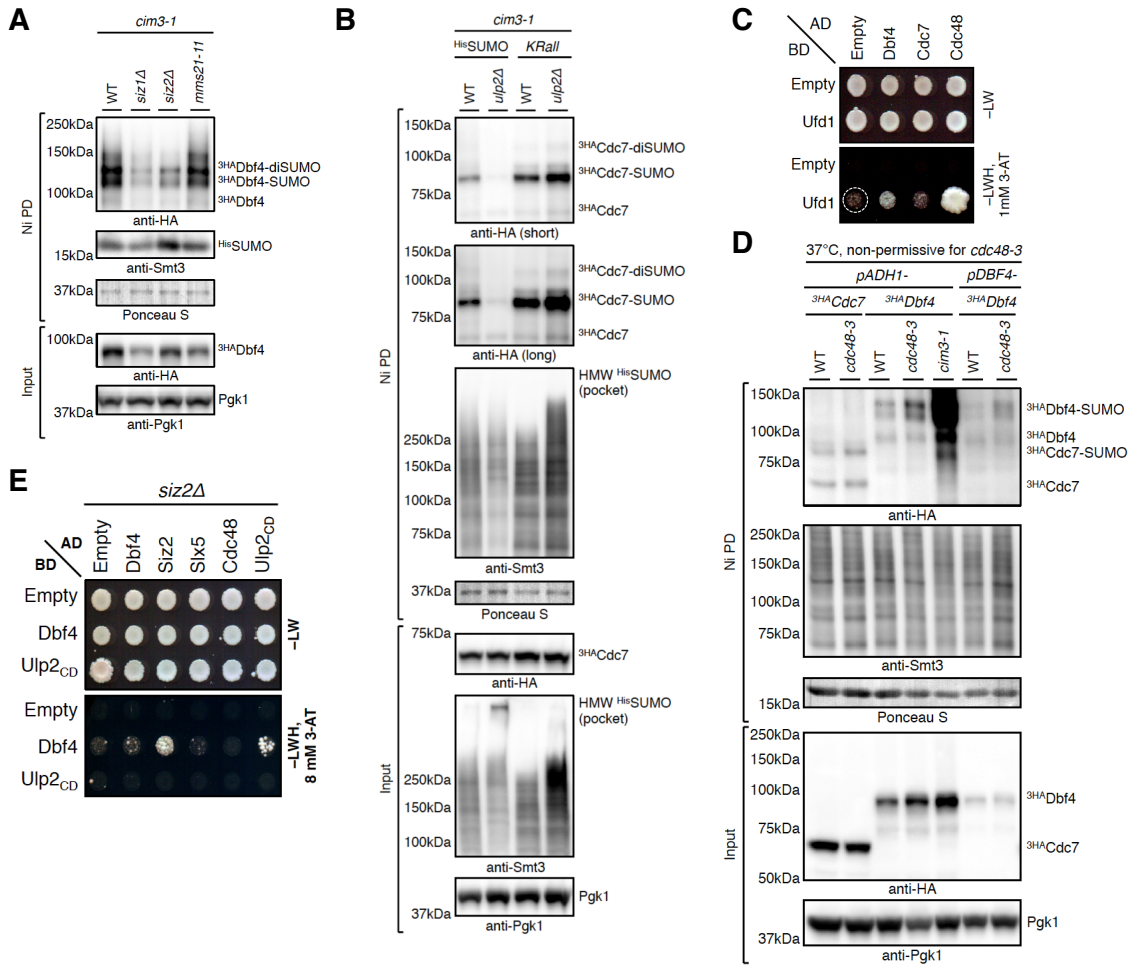 A
cim3-1
WT
siz1Δ
siz2Δ
mms21-11
Ni PD
250kDa
150kDa
100kDa
3HADbf4-diSUMO
3HADbf4-SUMO
3HADbf4
anti-HA
15kDa
HisSUMO
anti-Smt3
37kDa
Ponceau S
Input
100kDa
3HADbf4
anti-HA
37kDa
Pgk1
anti-Pgk1
B
cim3-1
HisSUMO KRall
WT
ulp2Δ
WT
ulp2Δ
Ni PD
150kDa
100kDa
75kDa
3HACdc7-diSUMO
3HACdc7-SUMO
3HACdc7
anti-HA (short)
150kDa
100kDa
75kDa
3HACdc7-diSUMO
3HACdc7-SUMO
3HACdc7
anti-HA (long)
HMW HisSUMO
(pocket)
250kDa
150kDa
100kDa
75kDa
anti-Smt3
37kDa
Ponceau S
Input
75kDa
3HACdc7
anti-HA
HMW HisSUMO
(pocket)
250kDa
150kDa
100kDa
anti-Smt3
37kDa
Pgk1
anti-Pgk1
C
AD
BD
Empty
Dbf4
Cdc7
Cdc48
Empty
Ufd1
–LW
Empty
Ufd1
–LWH,
1mM 3-AT
D
37°C, non-permissive for cdc48-3
pADH1- pDBF4-
3HACdc7 3HADbf4 3HADbf4
WT
cdc48-3
WT
cdc48-3
cim3-1
WT
cdc48-3
Ni PD
150kDa
100kDa
75kDa
3HADbf4-SUMO
3HADbf4
3HACdc7-SUMO
3HACdc7
anti-HA
250kDa
150kDa
100kDa
75kDa
anti-Smt3
15kDa
Ponceau S
Input
250kDa
150kDa
100kDa
75kDa
50kDa
3HADbf4
3HACdc7
anti-HA
37kDa
Pgk1
anti-Pgk1
E
siz2Δ
AD
BD
Empty
Dbf4
Siz2
Slx5
Cdc48
Ulp2CD
Empty
Dbf4
Ulp2CD
–LW
Empty
Dbf4
Ulp2CD
–LWH,
8 mM 3-AT